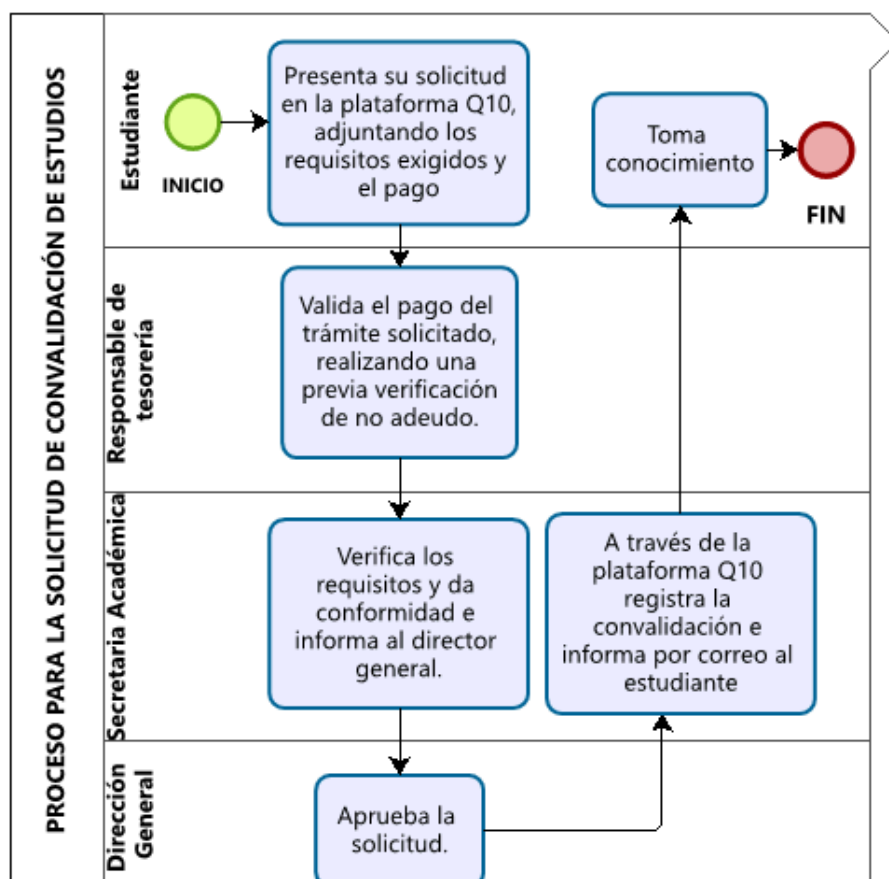 PROCESO PARA LA SOLICITUD DE CONVALIDACIÓN DE ESTUDIOS
Estudiante
INICIO
Presenta su solicitud
en la plataforma Q10,
adjuntando los
requisitos exigidos y
el pago
Toma
conocimiento
FIN
Responsable de
tesorería
Valida el pago del
trámite solicitado,
realizando una
previa verificación
de no adeudo.
Secretaria Académica
Verifica los
requisitos y da
conformidad e
informa al director
general.
A través de la
plataforma Q10
registra la
convalidación e
informa por correo al
estudiante
Dirección
General
Aprueba la
solicitud.